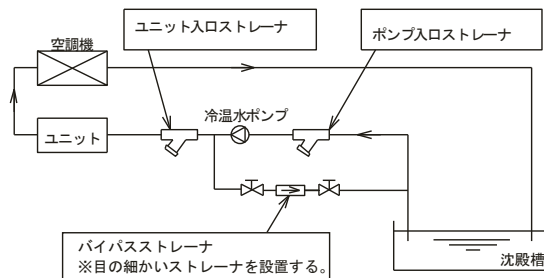 ユニット入口ストレーナ
ポンプ入口ストレーナ
空調機
冷温水ポンプ
ユニット
バイパスストレーナ
※目の細かいストレーナを設置する。
沈殿槽